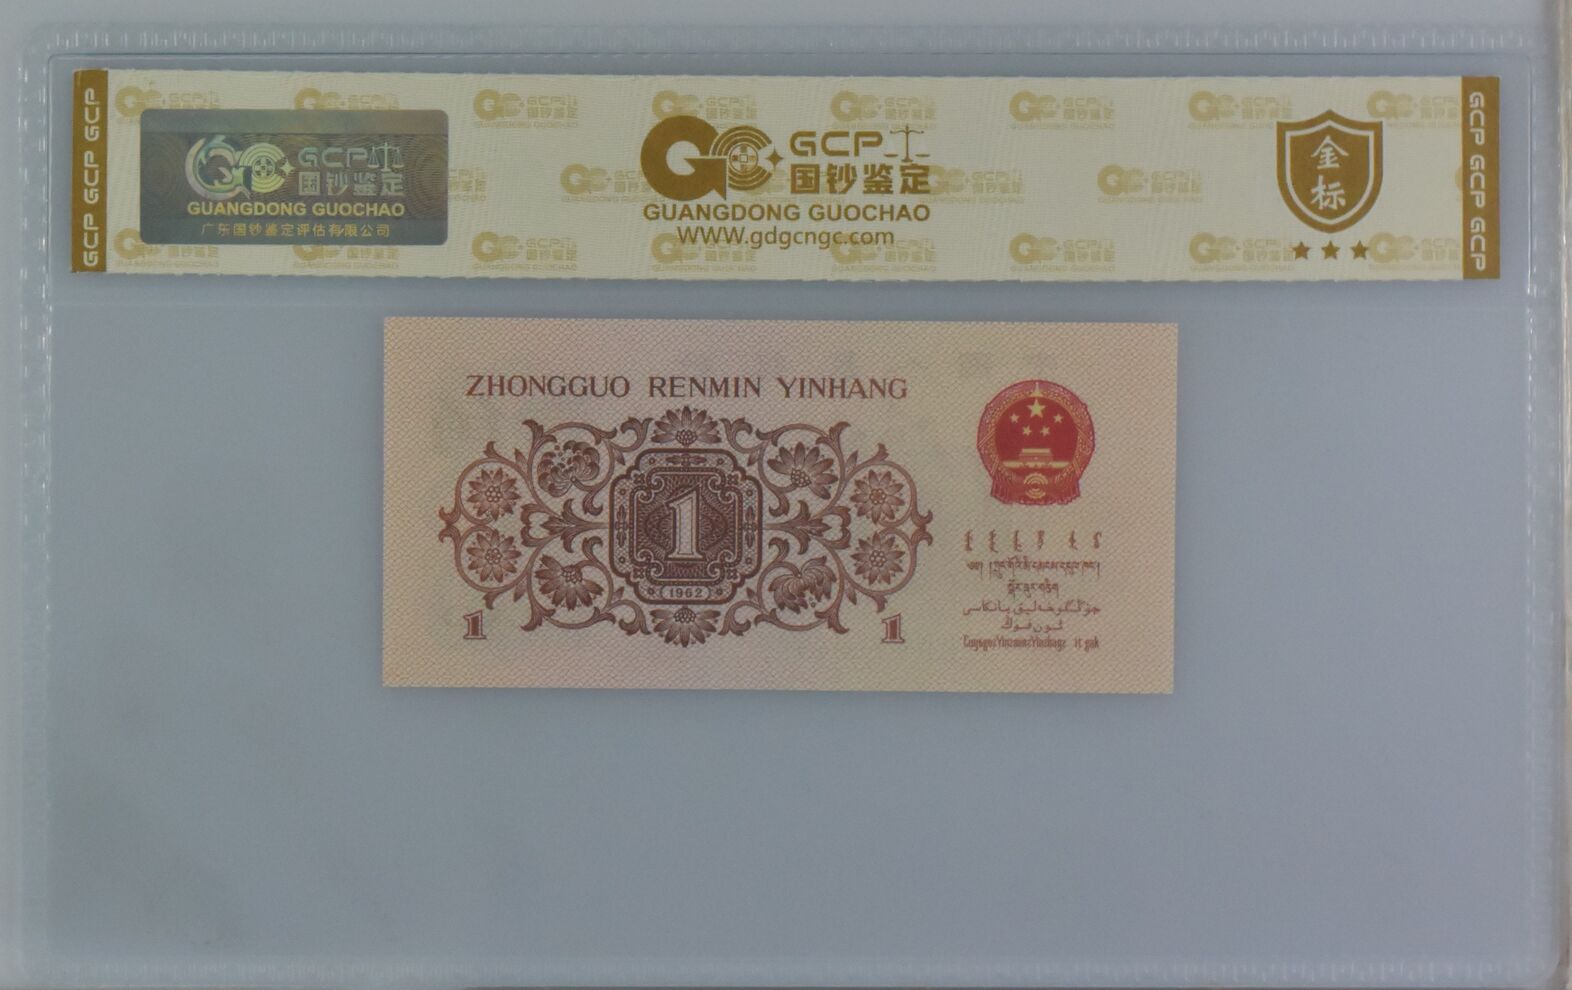 GCP GCP GCP
GCP
国钞鉴定
GUANGDONG GUOCHAO
广东国钞鉴定评估有限公司
GCP
国钞鉴定
GUANGDONG GUOCHAO
WWW.gdgcngc.com
金
标
GCP GCP GCP
ZHONGGUO RENMIN YINHANG
1
(1962)
1
1